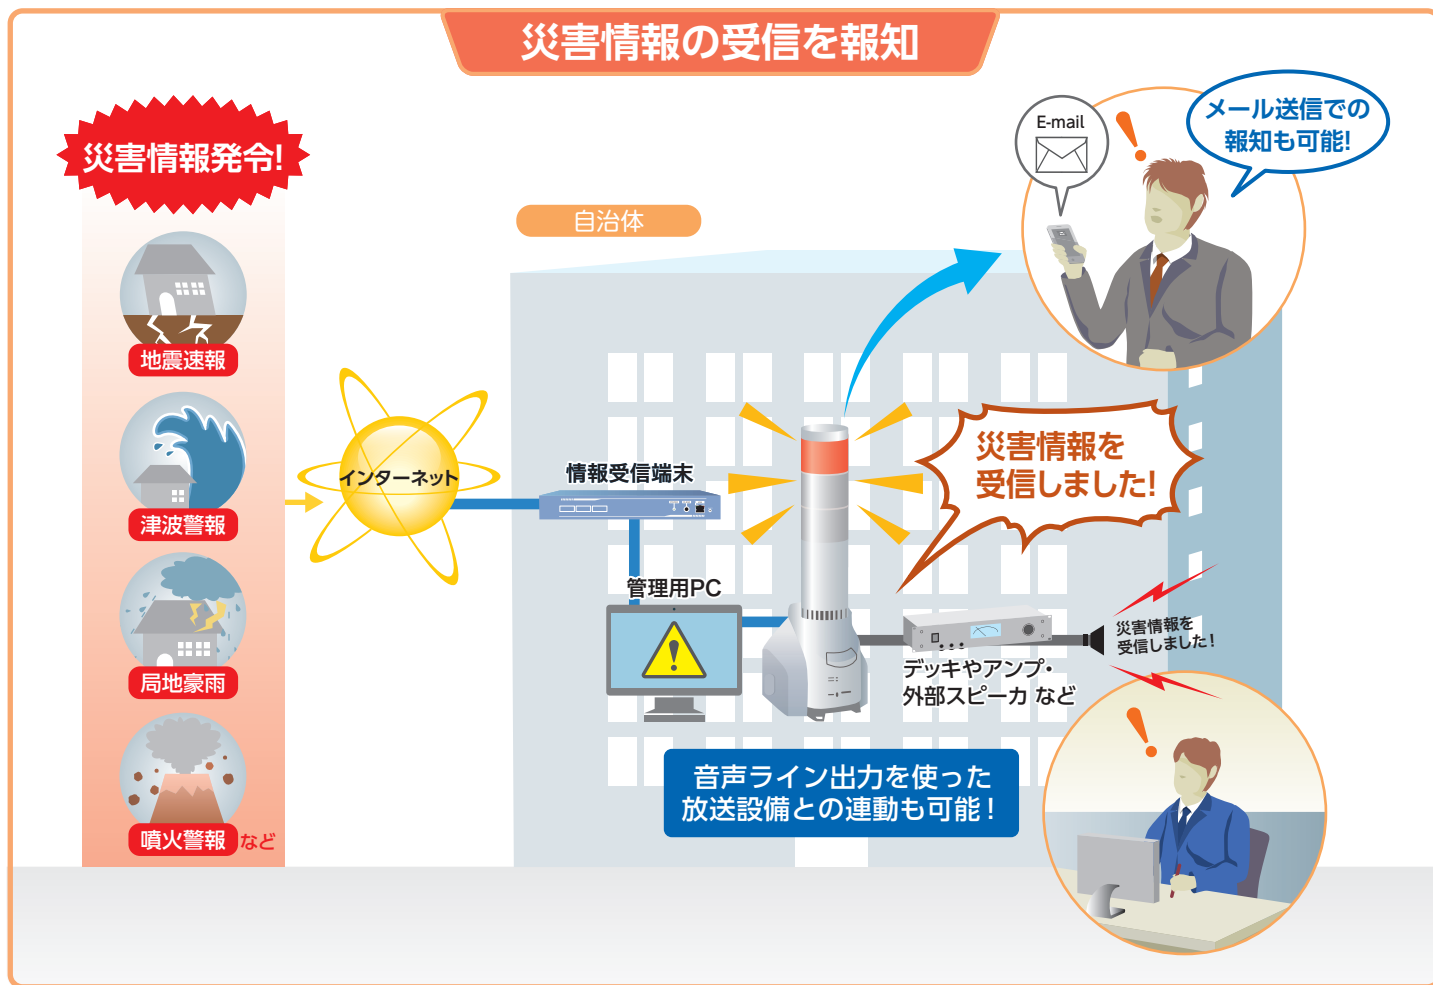 災害情報の受信を報知
災害情報発令!
地震速報
津波警報
局地豪雨
噴火警報 など
インターネット
自治体
情報受信端末
管理用PC
E-mail
メール送信での
報知も可能!
災害情報を
受信しました!
デッキやアンプ・
外部スピーカ など
災害情報を
受信しました!
音声ライン出力を使った
放送設備との連動も可能!